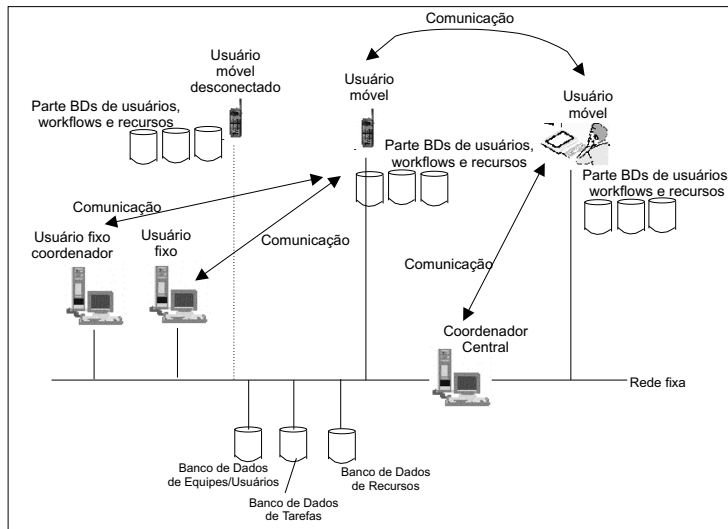 Comunicação
Usuário
móvel
desconectado
Usuário
móvel
Usuário
móvel
Parte BDs de usuários,
workflows e recursos
Parte BDs de usuários,
workflows e recursos
Parte BDs de usuários
workflows e recursos
Comunicação
Usuário fixo
coordenador
Usuário
fixo
Comunicação
Comunicação
Coordenador
Central
Rede fixa
Banco de Dados
de Equipes/Usuários
Banco de Dados
de Tarefas
Banco de Dados
de Recursos